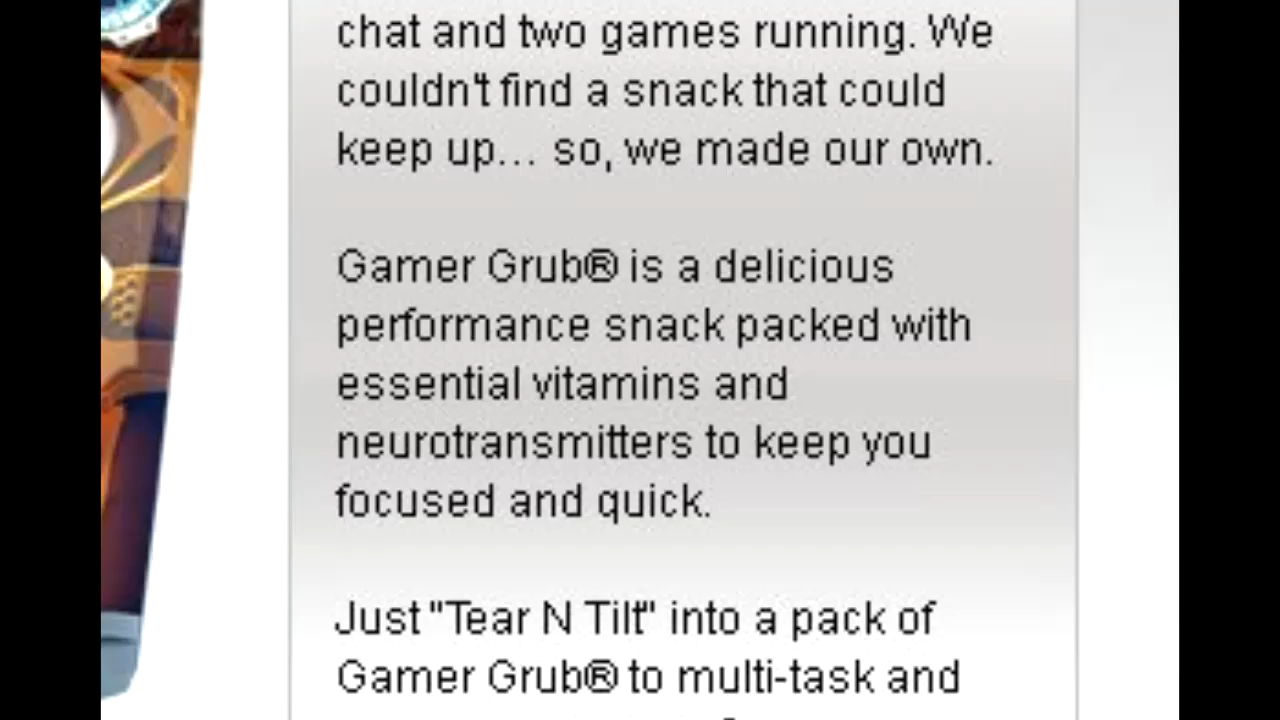 chat and two games running. We
couldn't find a snack that could
keep up... so, we made our own.
Gamer Grub® is a delicious
performance snack packed with
essential vitamins and
neurotransmitters to keep you
focused and quick.
Just "Tear N Tilt" into a pack of
Gamer Grub® to multi-task and